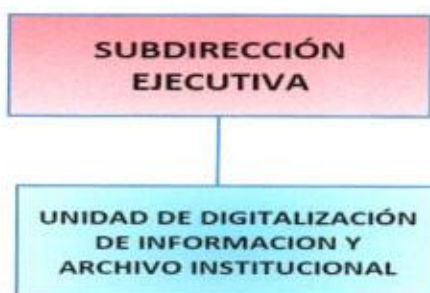 SUBDIRECCIÓN
EJECUTIVA
UNIDAD DE DIGITALIZACIÓN
DE INFORMACION Y
ARCHIVO INSTITUCIONAL